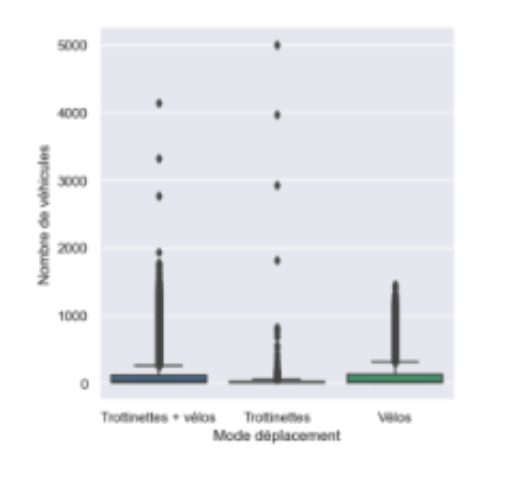 5000
4000
3000
2000
1000
0
Nombre de véhicules
Trottinettes + vélos Trottinettes Vélos
Mode déplacement